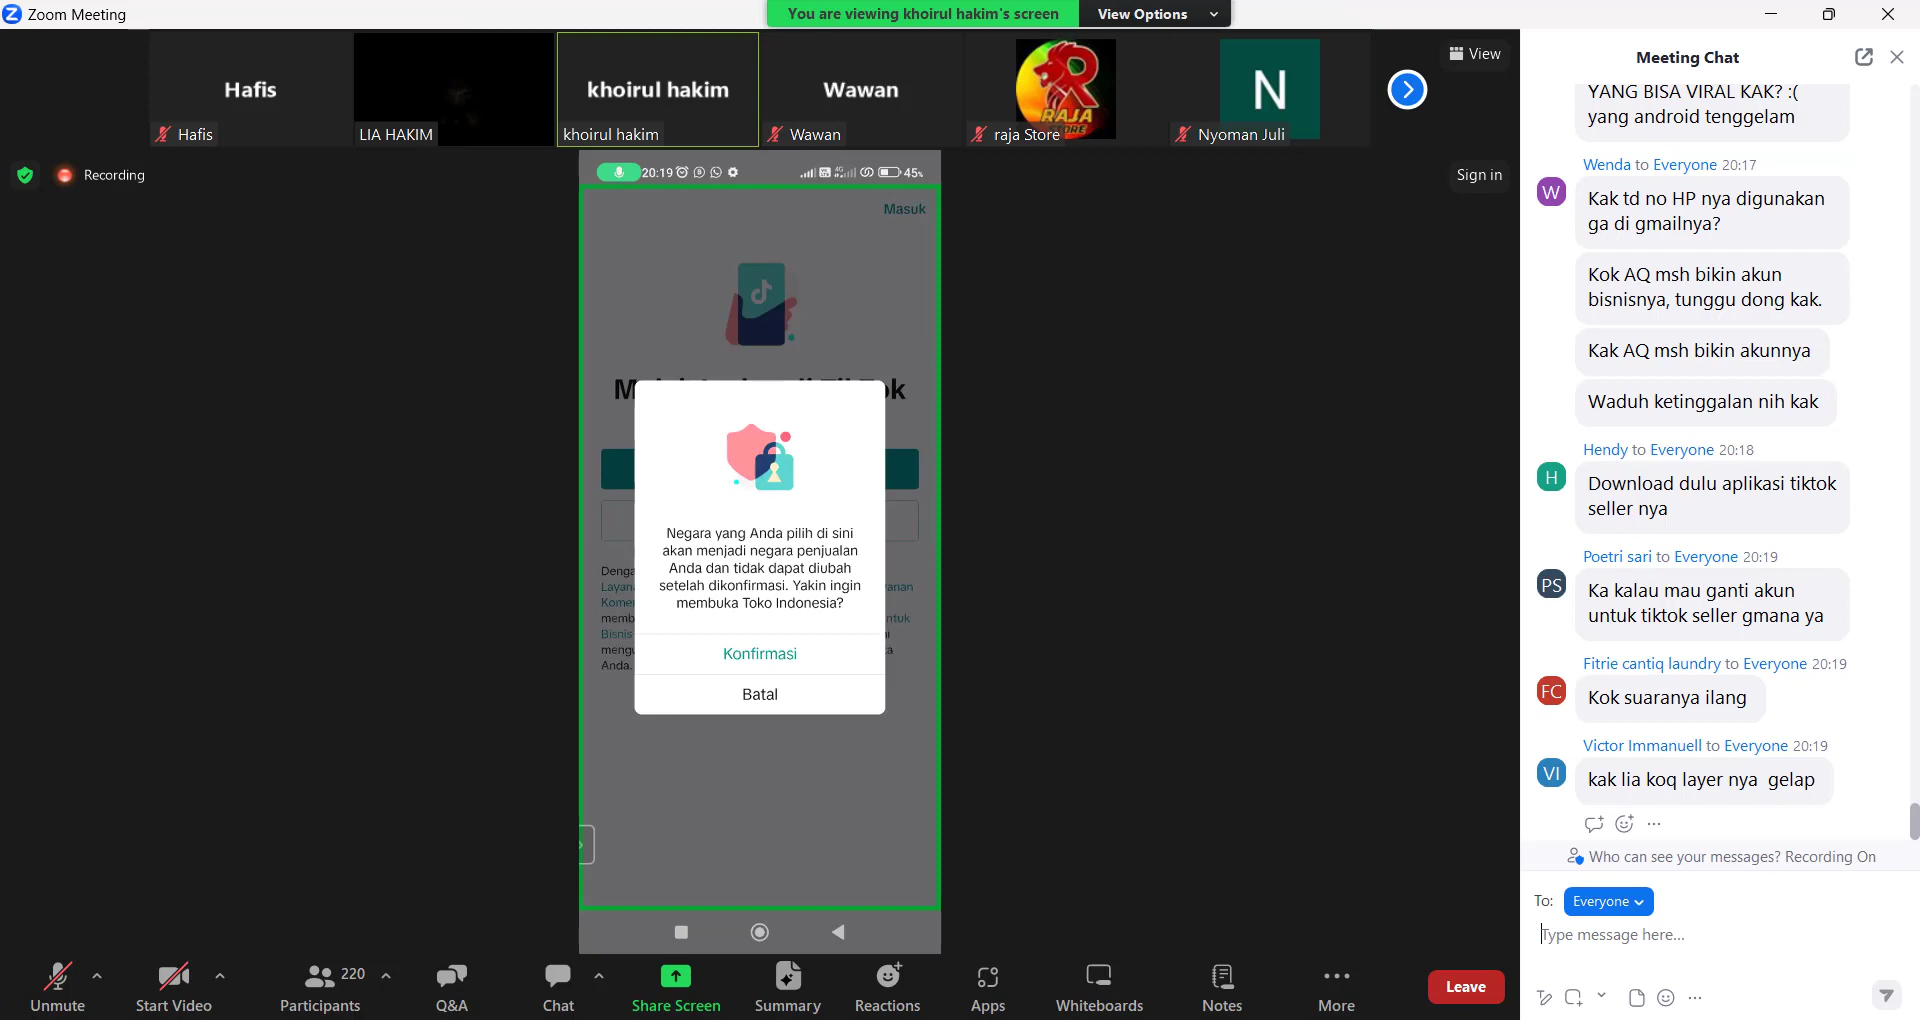 Zoom Meeting
You are viewing khoirul hakim's screen
View Options
Hafis
Hafis
LIA HAKIM
khoirul hakim
khoirul hakim
Wawan
Wawan
RAJA
raja Store
N
Nyoman Juli
View
Recording
Sign in
20:19
45%
Masuk
Negara yang Anda pilih di sini
akan menjadi negara penjualan
Anda dan tidak dapat diubah
setelah dikonfirmasi. Yakin ingin
membuka Toko Indonesia?
Konfirmasi
Batal
Meeting Chat
YANG BISA VIRAL KAK? :(
yang android tenggelam
Wenda to Everyone 20:17
W
Kak td no HP nya digunakan
ga di gmailnya?
Kok AQ msh bikin akun
bisnisnya, tunggu dong kak.
Kak AQ msh bikin akunnya
Waduh ketinggalan nih kak
Hendy to Everyone 20:18
H
Download dulu aplikasi tiktok
seller nya
Poetri sari to Everyone 20:19
PS
Ka kalau mau ganti akun
untuk tiktok seller gmana ya
Fitrie cantiq laundry to Everyone 20:19
FC
Kok suaranya ilang
Victor Immanuell to Everyone 20:19
VI
kak lia koq layer nya  gelap
Who can see your messages? Recording On
To: Everyone
Type message here...
Unmute
Start Video
220
Participants
Q&A
Chat
Share Screen
Summary
Reactions
Apps
Whiteboards
Notes
More
Leave